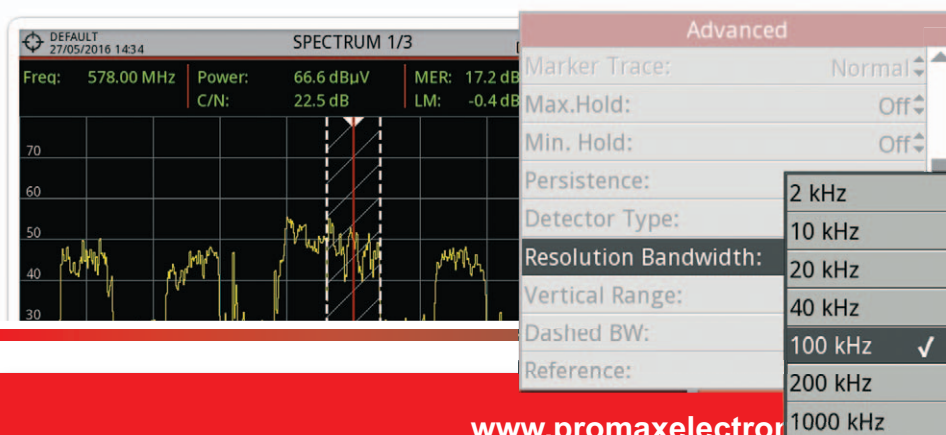 DEFAULT
27/05/2016 14:34
SPECTRUM 1/3
Freq: 578.00 MHz Power: 66.6 dBµV MER: 17.2 dB
C/N: 22.5 dB LM: -0.4 dB
70
60
50
40
30
Advanced
Marker Trace: Normal
Max.Hold: Off
Min. Hold: Off
Persistence:
Detector Type:
Resolution Bandwidth:
Vertical Range:
Dashed BW:
Reference:
2 kHz
10 kHz
20 kHz
40 kHz
100 kHz ✓
200 kHz
1000 kHz
www.promaxelectron